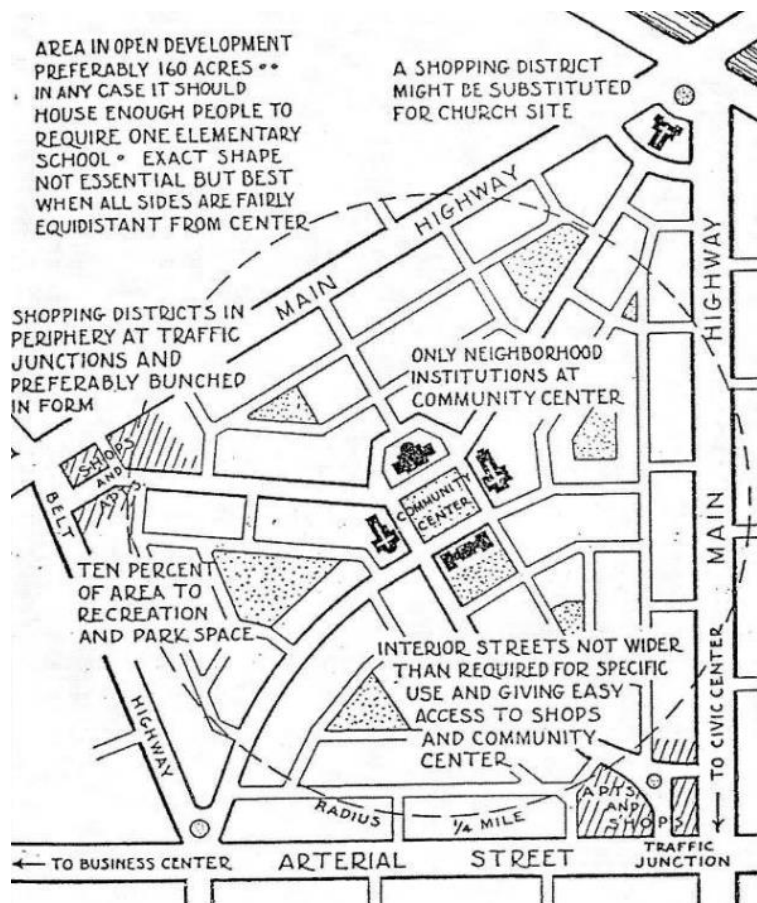 AREA IN OPEN DEVELOPMENT
PREFERABLY 160 ACRES ••
IN ANY CASE IT SHOULD
HOUSE ENOUGH PEOPLE TO
REQUIRE ONE ELEMENTARY
SCHOOL • EXACT SHAPE
NOT ESSENTIAL BUT BEST
WHEN ALL SIDES ARE FAIRLY
EQUIDISTANT FROM CENTER
A SHOPPING DISTRICT
MIGHT BE SUBSTITUTED
FOR CHURCH SITE
MAIN HIGHWAY
HIGHWAY
MAIN
SHOPPING DISTRICTS IN
PERIPHERY AT TRAFFIC
JUNCTIONS AND
PREFERABLY BUNCHED
IN FORM
ONLY NEIGHBORHOOD
INSTITUTIONS AT
COMMUNITY CENTER
SHOPS
AND
APTS
BELT
HIGHWAY
COMMUNITY
CENTER
TEN PERCENT
OF AREA TO
RECREATION
AND PARK SPACE
INTERIOR STREETS NOT WIDER
THAN REQUIRED FOR SPECIFIC
USE AND GIVING EASY
ACCESS TO SHOPS
AND COMMUNITY
CENTER
→ TO CIVIC CENTER
APTS
AND
SHOPS
RADIUS 1/4 MILE
TRAFFIC
JUNCTION
← TO BUSINESS CENTER ARTERIAL STREET